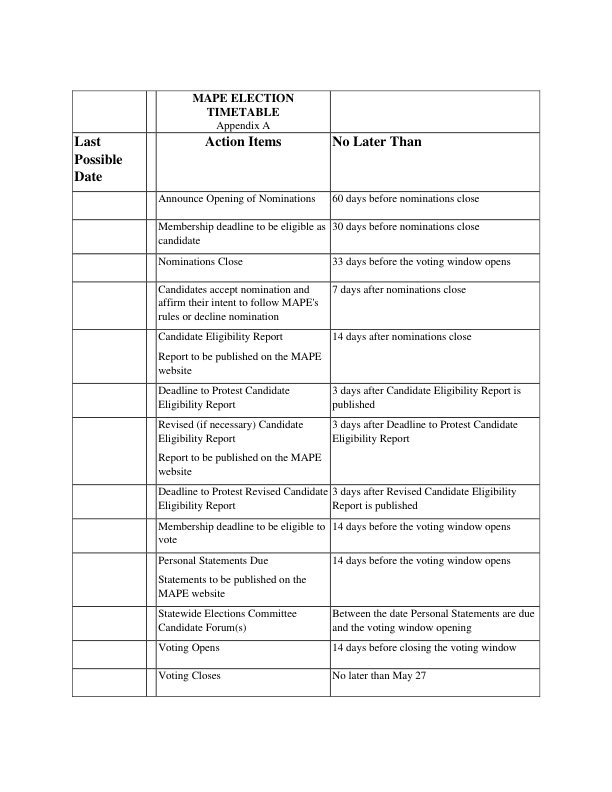 MAPE ELECTION
TIMETABLE
Appendix A
Last
Possible
Date
Action Items
No Later Than
Announce Opening of Nominations
60 days before nominations close
Membership deadline to be eligible as
candidate
30 days before nominations close
Nominations Close
33 days before the voting window opens
Candidates accept nomination and
affirm their intent to follow MAPE's
rules or decline nomination
7 days after nominations close
Candidate Eligibility Report
Report to be published on the MAPE
website
14 days after nominations close
Deadline to Protest Candidate
Eligibility Report
3 days after Candidate Eligibility Report is
published
Revised (if necessary) Candidate
Eligibility Report
Report to be published on the MAPE
website
3 days after Deadline to Protest Candidate
Eligibility Report
Deadline to Protest Revised Candidate
Eligibility Report
3 days after Revised Candidate Eligibility
Report is published
Membership deadline to be eligible to
vote
14 days before the voting window opens
Personal Statements Due
Statements to be published on the
MAPE website
14 days before the voting window opens
Statewide Elections Committee
Candidate Forum(s)
Between the date Personal Statements are due
and the voting window opening
Voting Opens
14 days before closing the voting window
Voting Closes
No later than May 27